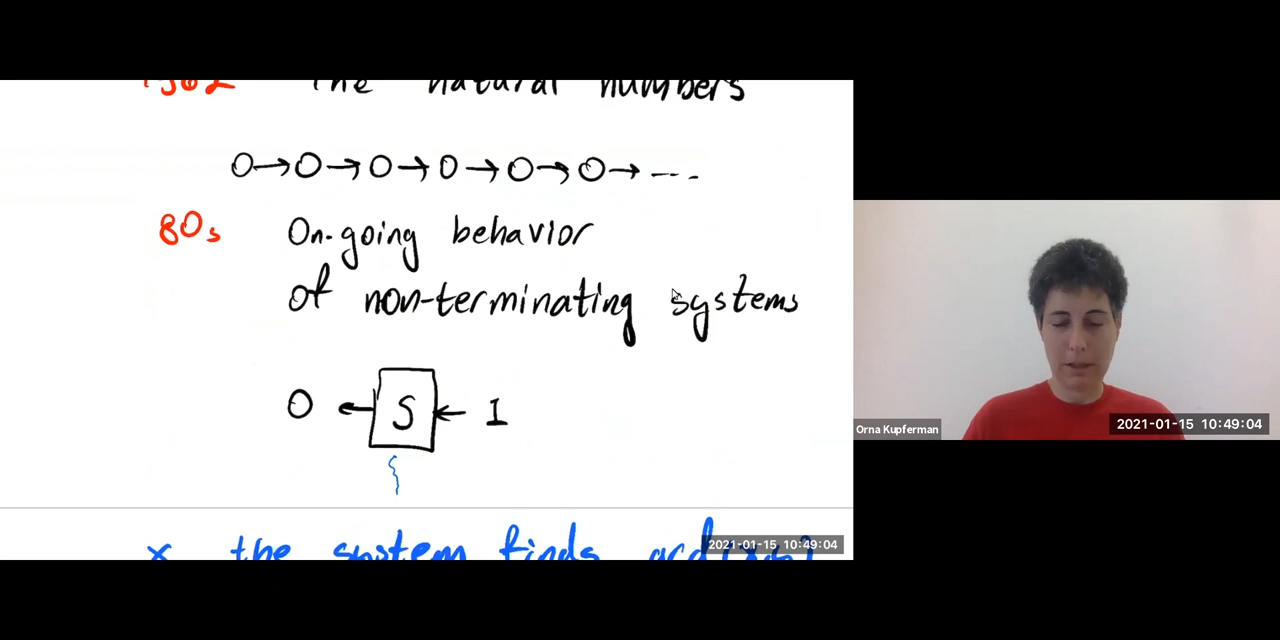 1962 The natural numbers
O→O→O→O→O→O→---
80s On-going behavior
of non-terminating systems
O ← S ← I
x the system finds
Orna Kupferman
2021-01-15 10:49:04
2021-01-15 10:49:04